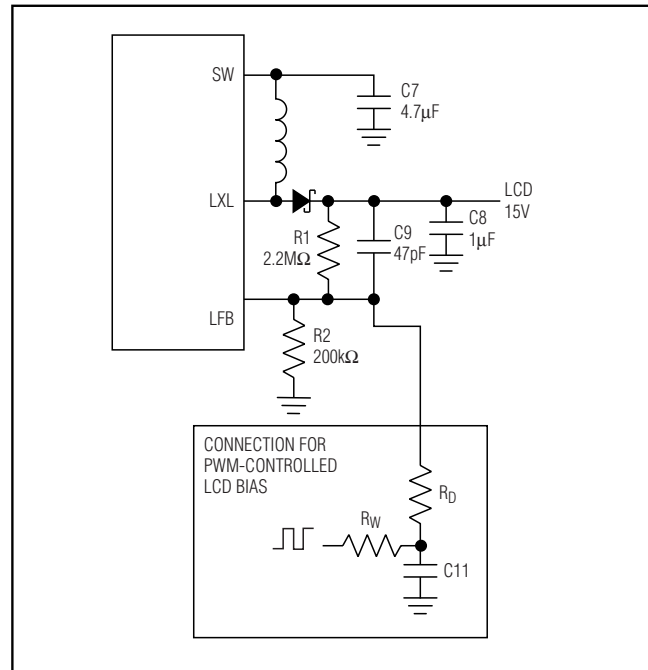 SW
C7
4.7μF
LXL
LCD
15V
R1
2.2MΩ
C9
47pF
C8
1μF
LFB
R2
200kΩ
CONNECTION FOR
PWM-CONTROLLED
LCD BIAS
RD
RW
C11